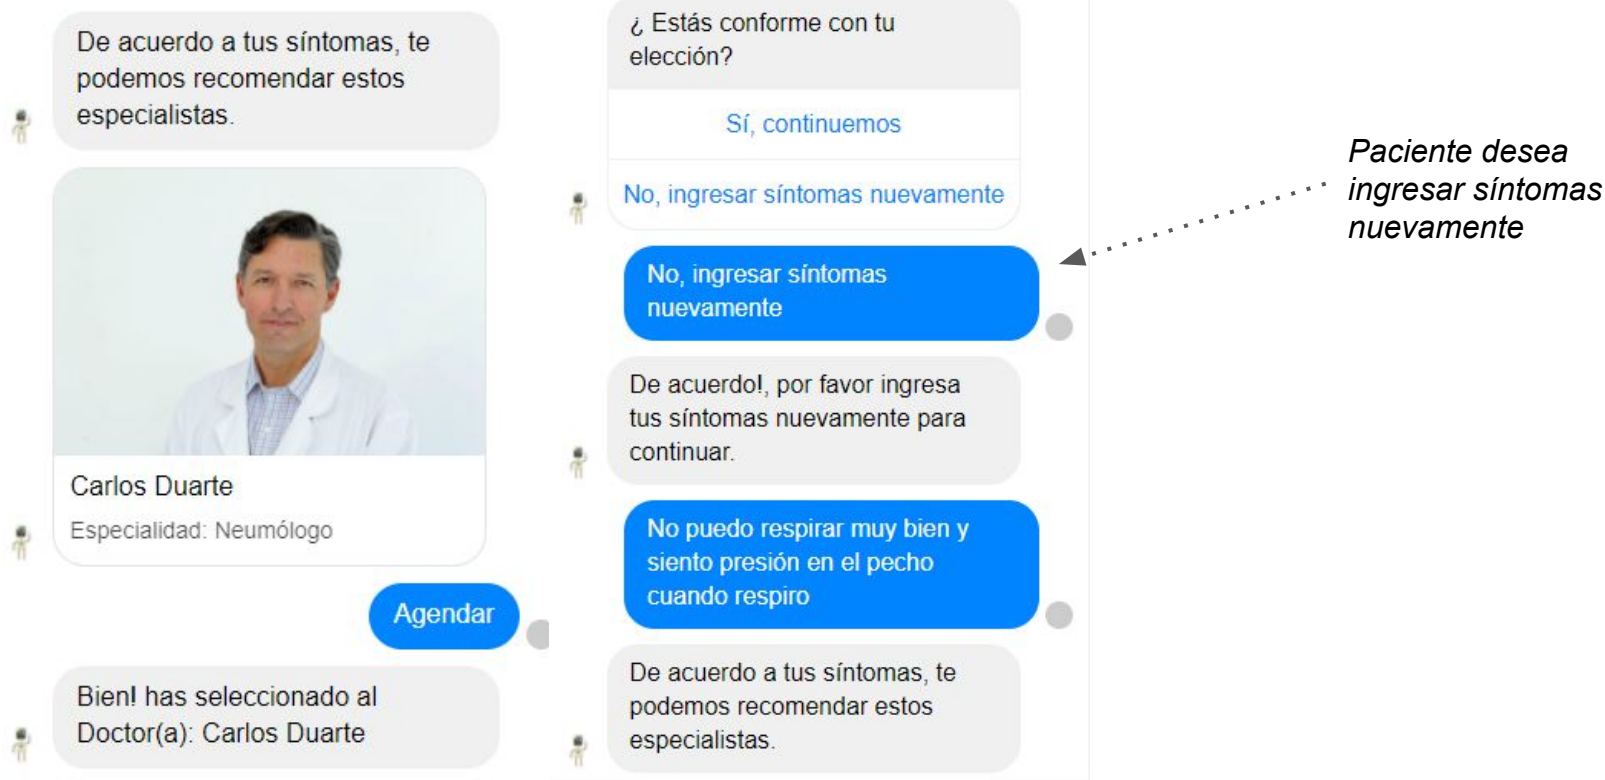 De acuerdo a tus síntomas, te
podemos recomendar estos
especialistas.
Carlos Duarte
Especialidad: Neumólogo
Agendar
Bien! has seleccionado al
Doctor(a): Carlos Duarte
¿ Estás conforme con tu
elección?
Sí, continuemos
No, ingresar síntomas nuevamente
No, ingresar síntomas
nuevamente
De acuerdo!, por favor ingresa
tus síntomas nuevamente para
continuar.
No puedo respirar muy bien y
siento presión en el pecho
cuando respiro
De acuerdo a tus síntomas, te
podemos recomendar estos
especialistas.
Paciente desea
ingresar síntomas
nuevamente